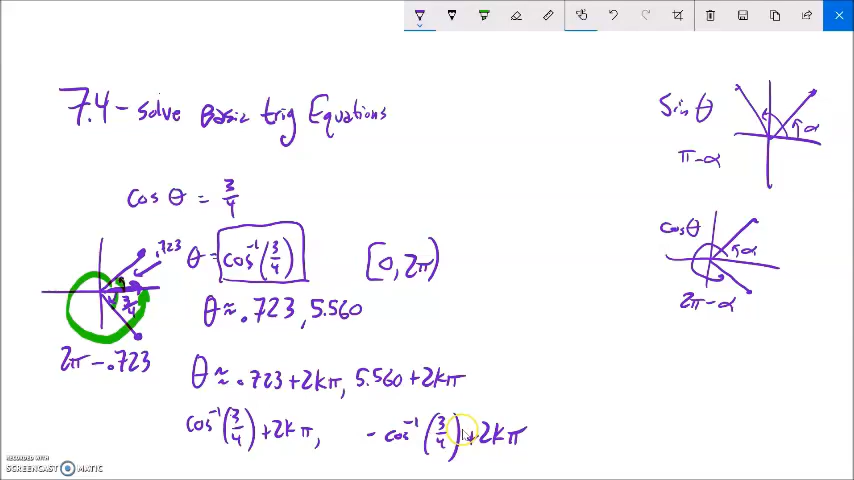 7.4 - Solve Basic trig Equations
Sin θ
α
π-α
cos θ = 3/4
cos θ
α
2π-α
.723
θ = cos⁻¹(3/4)
[0, 2π)
3/4
θ ≈ .723, 5.560
2π - .723
θ ≈ .723 + 2kπ, 5.560 + 2kπ
cos⁻¹(3/4) + 2kπ, - cos⁻¹(3/4) + 2kπ
RECORDED WITH
SCREENCAST MATIC